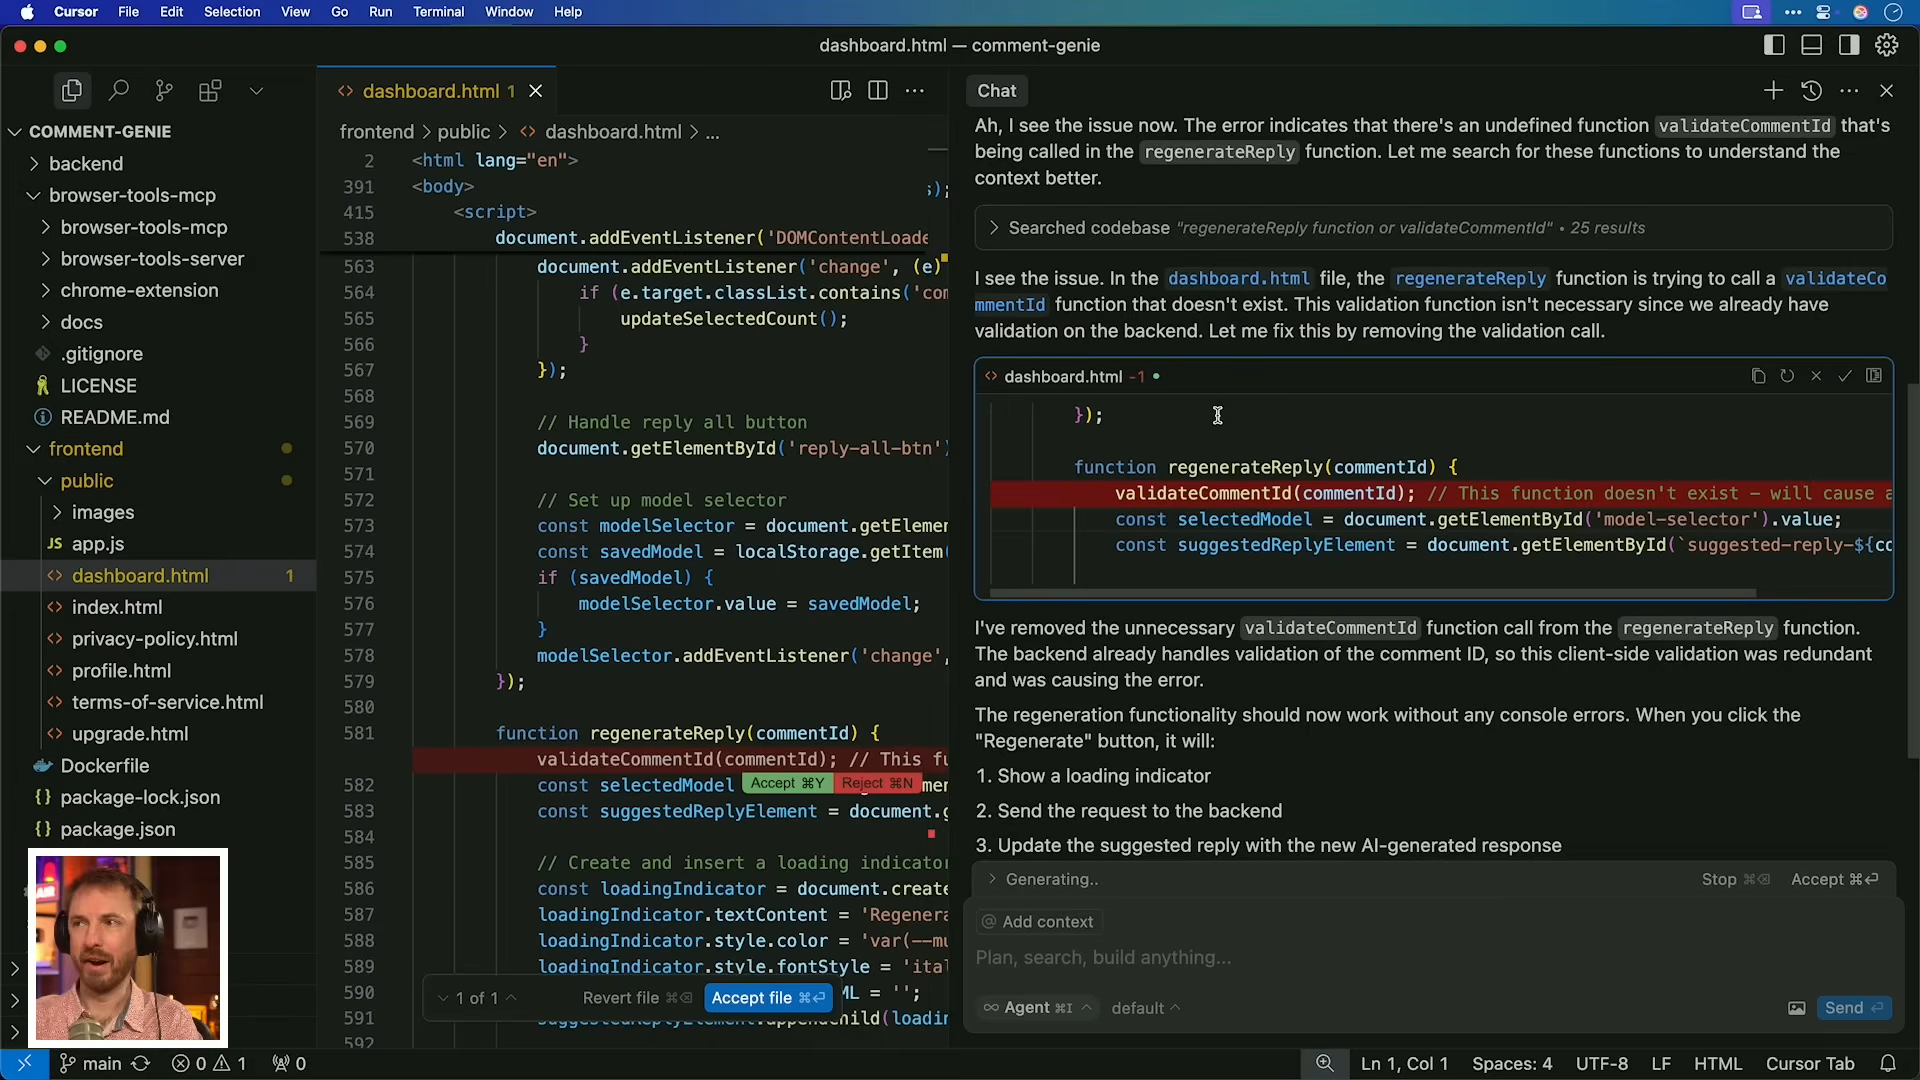 Cursor File Edit Selection View Go Run Terminal Window Help
dashboard.html — comment-genie
COMMENT-GENIE
backend
browser-tools-mcp
browser-tools-mcp
browser-tools-server
chrome-extension
docs
.gitignore
LICENSE
README.md
frontend
public
images
JS app.js
dashboard.html 1
index.html
privacy-policy.html
profile.html
terms-of-service.html
upgrade.html
Dockerfile
{} package-lock.json
{} package.json
dashboard.html 1
frontend > public > <> dashboard.html > ...
2 <html lang="en">
391 <body>
;);
415 <script>
538 document.addEventListener('DOMContentLoade
563 document.addEventListener('change', (e)
564 if (e.target.classList.contains('com
565 updateSelectedCount();
566 }
567 });
568
569 // Handle reply all button
570 document.getElementById('reply-all-btn')
571
572 // Set up model selector
573 const modelSelector = document.getElemen
574 const savedModel = localStorage.getItem(
575 if (savedModel) {
576 modelSelector.value = savedModel;
577 }
578 modelSelector.addEventListener('change',
579 });
580
581 function regenerateReply(commentId) {
validateCommentId(commentId); // This fu
582 const selectedModel
Accept ⌘Y Reject ⌘N
583 const suggestedReplyElement = document.g
584
585 // Create and insert a loading indicator
586 const loadingIndicator = document.create
587 loadingIndicator.textContent = 'Regenera
588 loadingIndicator.style.color = 'var(--mu
589 loadingIndicator.style.fontStyle = 'ital
590 ML = '';
591
592
1 of 1 Revert file ⌘⌫ Accept file ⌘⏎
Chat
Ah, I see the issue now. The error indicates that there's an undefined function validateCommentId that's
being called in the regenerateReply function. Let me search for these functions to understand the
context better.
Searched codebase "regenerateReply function or validateCommentId" • 25 results
I see the issue. In the dashboard.html file, the regenerateReply function is trying to call a validateCo
mmentId function that doesn't exist. This validation function isn't necessary since we already have
validation on the backend. Let me fix this by removing the validation call.
dashboard.html -1 •
});
function regenerateReply(commentId) {
validateCommentId(commentId); // This function doesn't exist – will cause a
const selectedModel = document.getElementById('model-selector').value;
const suggestedReplyElement = document.getElementById(`suggested-reply-${co
I've removed the unnecessary validateCommentId function call from the regenerateReply function.
The backend already handles validation of the comment ID, so this client-side validation was redundant
and was causing the error.
The regeneration functionality should now work without any console errors. When you click the
"Regenerate" button, it will:
1. Show a loading indicator
2. Send the request to the backend
3. Update the suggested reply with the new AI-generated response
Generating.. Stop ⌘⌫ Accept ⌘⏎
@ Add context
Plan, search, build anything...
∞ Agent ⌘I default Send ⏎
main 0 1 0
Ln 1, Col 1 Spaces: 4 UTF-8 LF HTML Cursor Tab